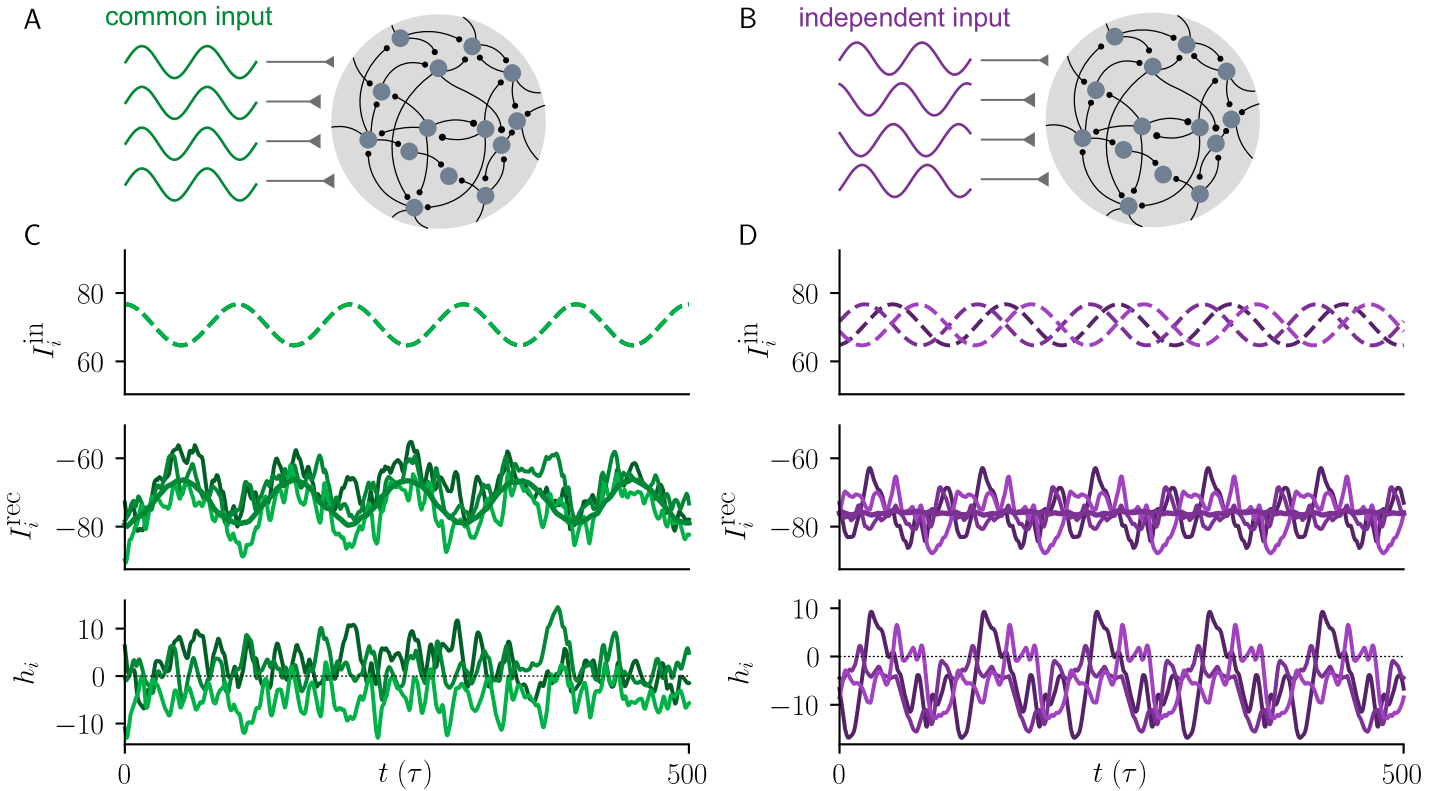 A
common input
B
independent input
C
80
60
I_i^in
−60
−80
I_i^rec
10
0
−10
h_i
0
t (τ)
500
D
80
60
I_i^in
−60
−80
I_i^rec
10
0
−10
h_i
0
t (τ)
500